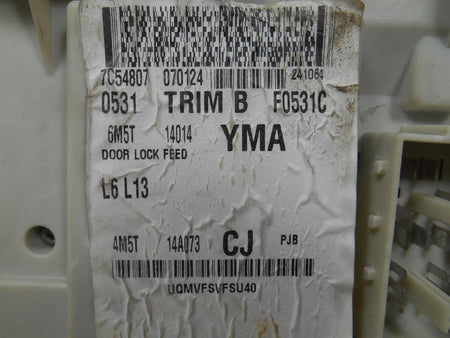 7C54807 070124 241064
0531 TRIM B F0531C
6M5T 14014 YMA
DOOR LOCK FEED
L6 L13
4M5T 14A073 CJ PJB
UQMVFSVFSU40